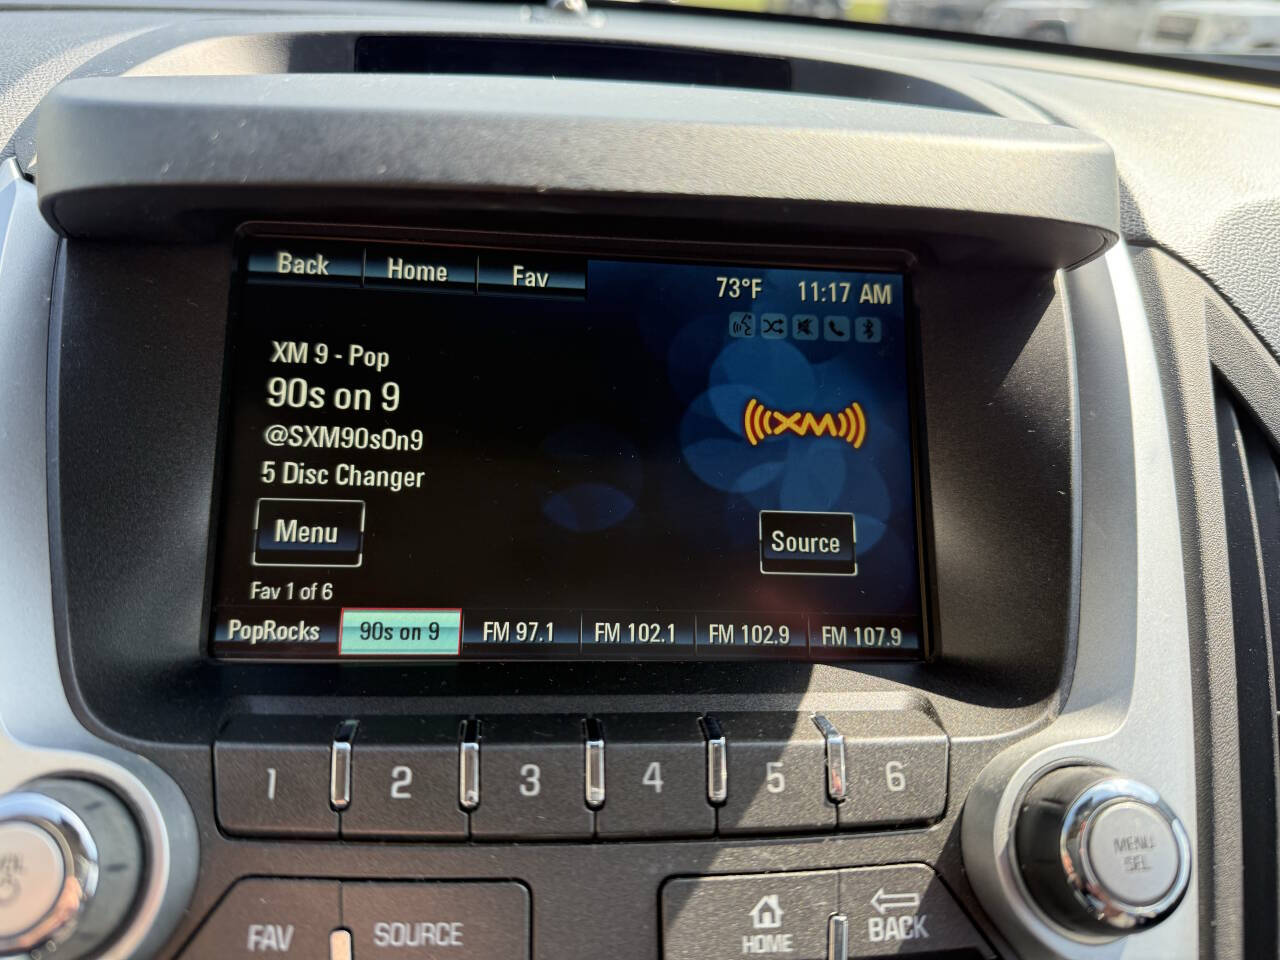 Back Home Fav
73°F 11:17 AM
XM 9 - Pop
90s on 9
@SXM90sOn9
5 Disc Changer
((XM))
Menu
Source
Fav 1 of 6
PopRocks 90s on 9 FM 97.1 FM 102.1 FM 102.9 FM 107.9
1 2 3 4 5 6
MENU
SEL
FAV SOURCE HOME BACK